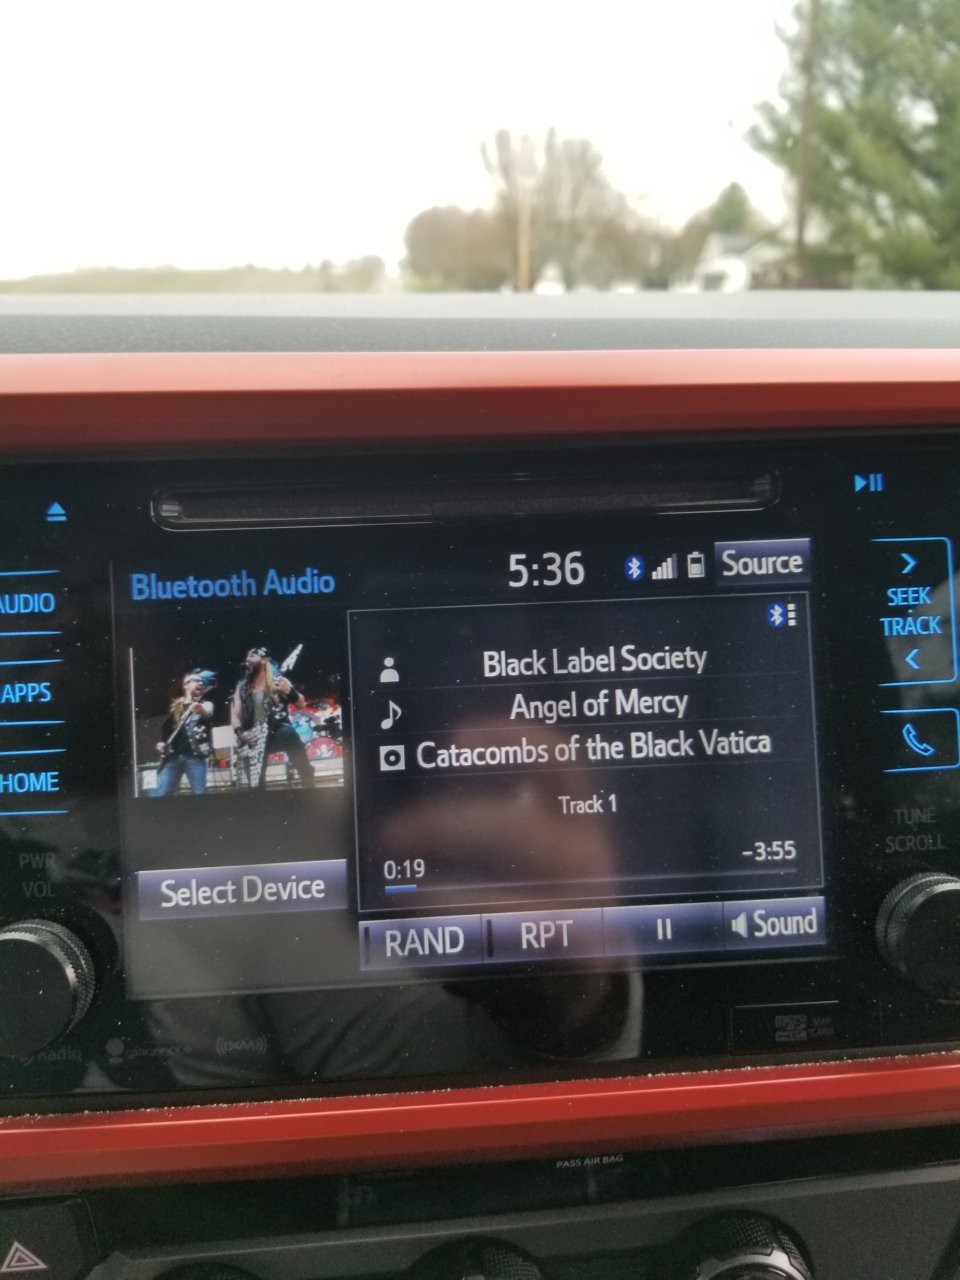 5:36
Source
Bluetooth Audio
AUDIO
SEEK
TRACK
Black Label Society
APPS
Angel of Mercy
Catacombs of the Black Vatica
HOME
Track 1
TUNE
SCROLL
PWR
VOL
0:19
-3:55
Select Device
RAND
RPT
Sound
Radio
((XM))
PASS AIR BAG